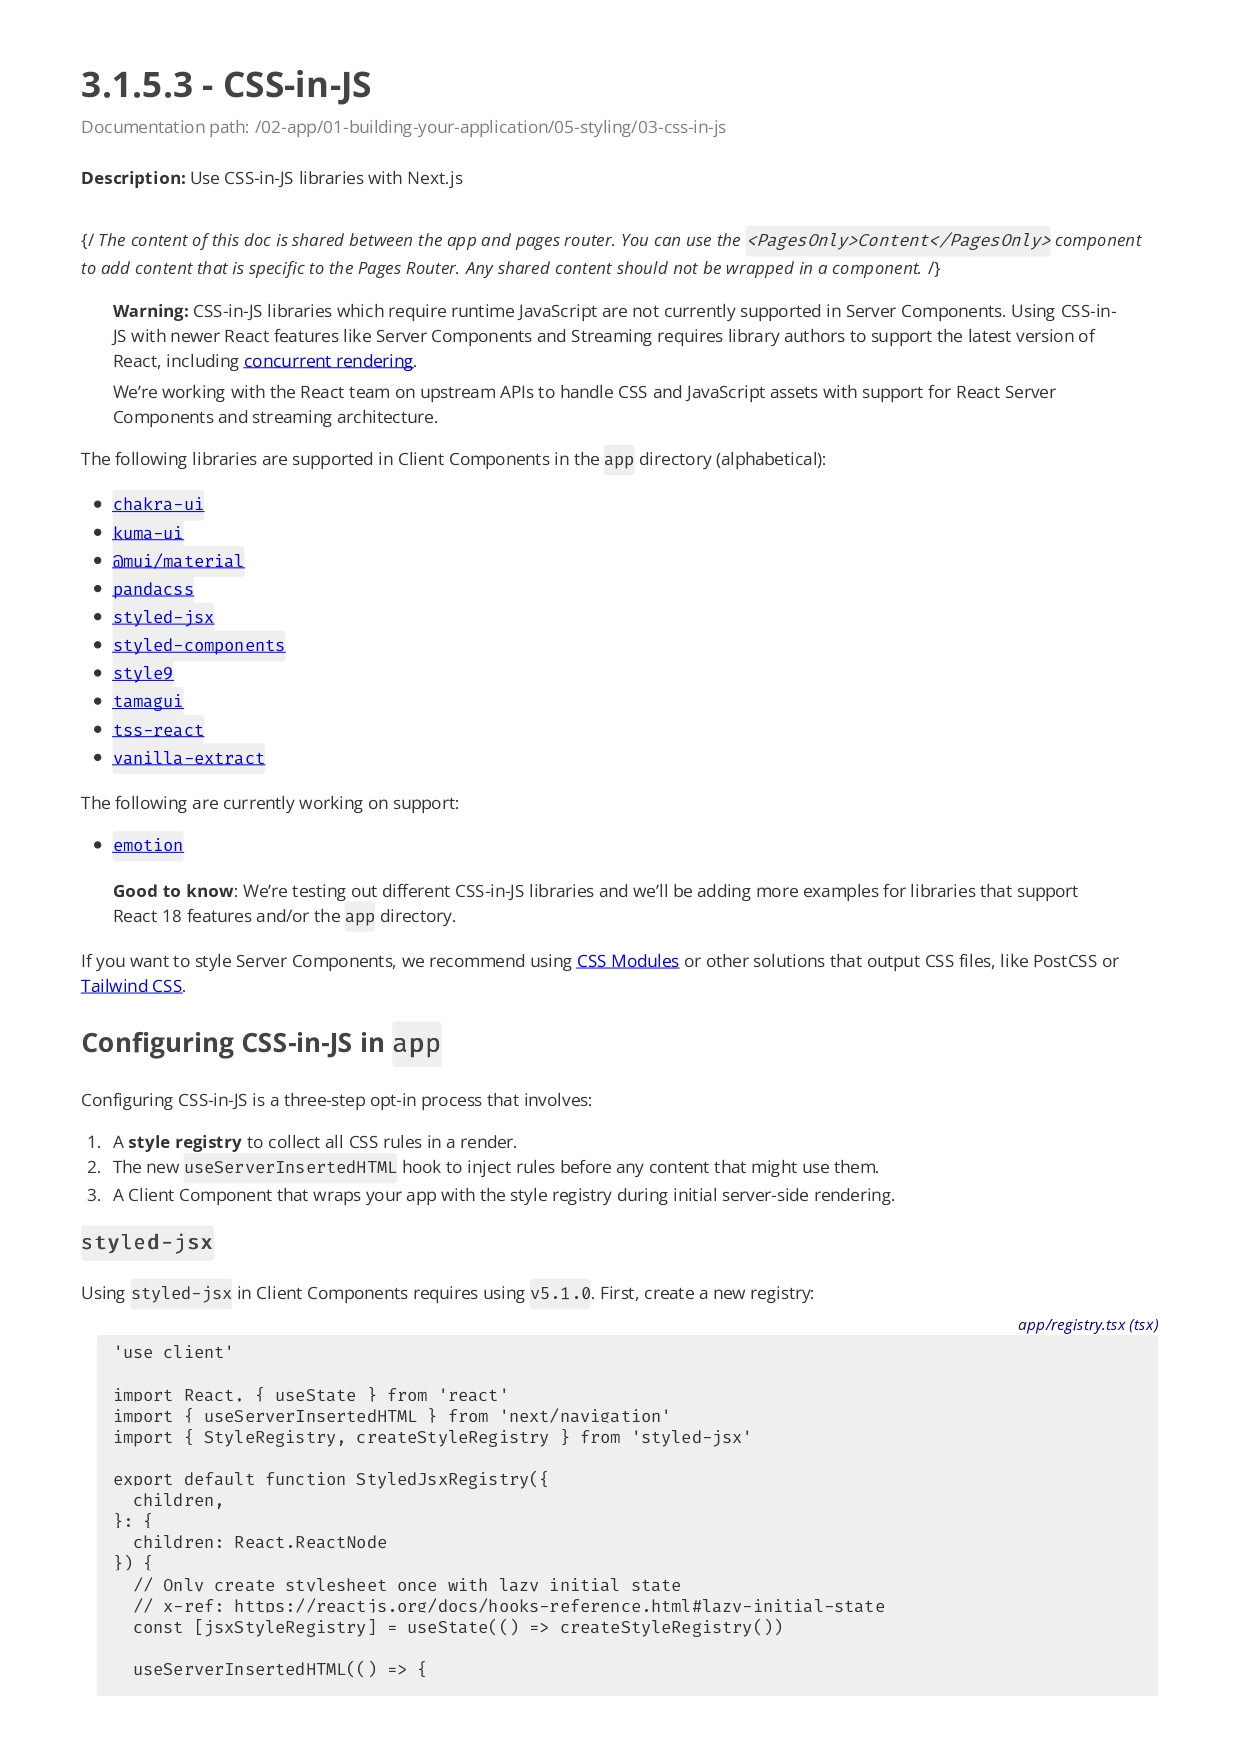 3.1.5.3 - CSS-in-JS
Documentation path: /02-app/01-building-your-application/05-styling/03-css-in-js
Description: Use CSS-in-JS libraries with Next.js
{/ The content of this doc is shared between the app and pages router. You can use the <PagesOnly>Content</PagesOnly> component
to add content that is specific to the Pages Router. Any shared content should not be wrapped in a component. /}
Warning: CSS-in-JS libraries which require runtime JavaScript are not currently supported in Server Components. Using CSS-in-
JS with newer React features like Server Components and Streaming requires library authors to support the latest version of
React, including concurrent rendering.
We’re working with the React team on upstream APIs to handle CSS and JavaScript assets with support for React Server
Components and streaming architecture.
The following libraries are supported in Client Components in the app directory (alphabetical):
• chakra-ui
• kuma-ui
• @mui/material
• pandacss
• styled-jsx
• styled-components
• style9
• tamagui
• tss-react
• vanilla-extract
The following are currently working on support:
• emotion
Good to know: We’re testing out different CSS-in-JS libraries and we’ll be adding more examples for libraries that support
React 18 features and/or the app directory.
If you want to style Server Components, we recommend using CSS Modules or other solutions that output CSS files, like PostCSS or
Tailwind CSS.
Configuring CSS-in-JS in app
Configuring CSS-in-JS is a three-step opt-in process that involves:
1. A style registry to collect all CSS rules in a render.
2. The new useServerInsertedHTML hook to inject rules before any content that might use them.
3. A Client Component that wraps your app with the style registry during initial server-side rendering.
styled-jsx
Using styled-jsx in Client Components requires using v5.1.0. First, create a new registry:
app/registry.tsx (tsx)
'use client'
import React, { useState } from 'react'
import { useServerInsertedHTML } from 'next/navigation'
import { StyleRegistry, createStyleRegistry } from 'styled-jsx'
export default function StyledJsxRegistry({
  children,
}: {
  children: React.ReactNode
}) {
  // Only create stylesheet once with lazy initial state
  // x-ref: https://reactjs.org/docs/hooks-reference.html#lazy-initial-state
  const [jsxStyleRegistry] = useState(() => createStyleRegistry())
  useServerInsertedHTML(() => {